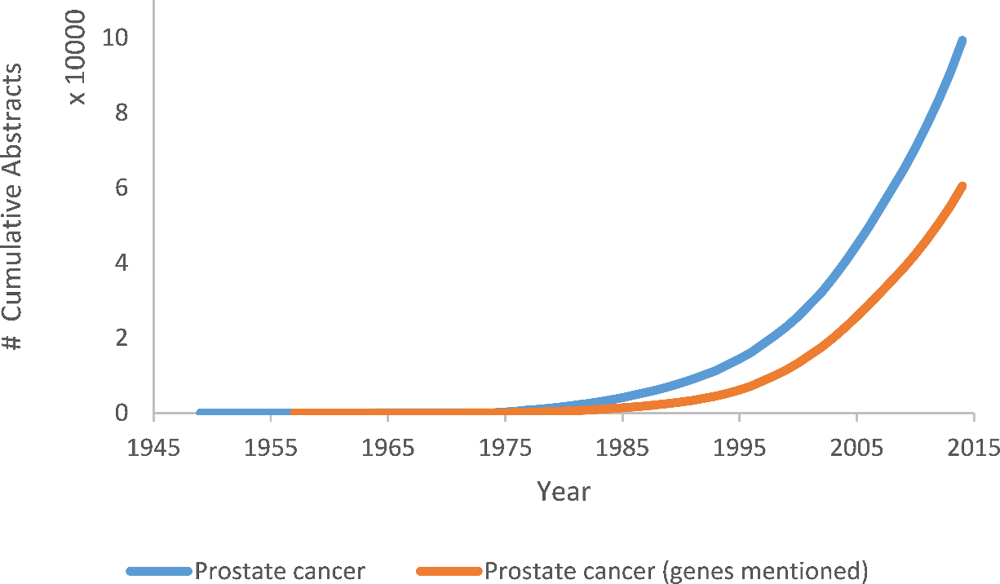 # Cumulative Abstracts
x 10000
10
8
6
4
2
0
1945 1955 1965 1975 1985 1995 2005 2015
Year
Prostate cancer Prostate cancer (genes mentioned)